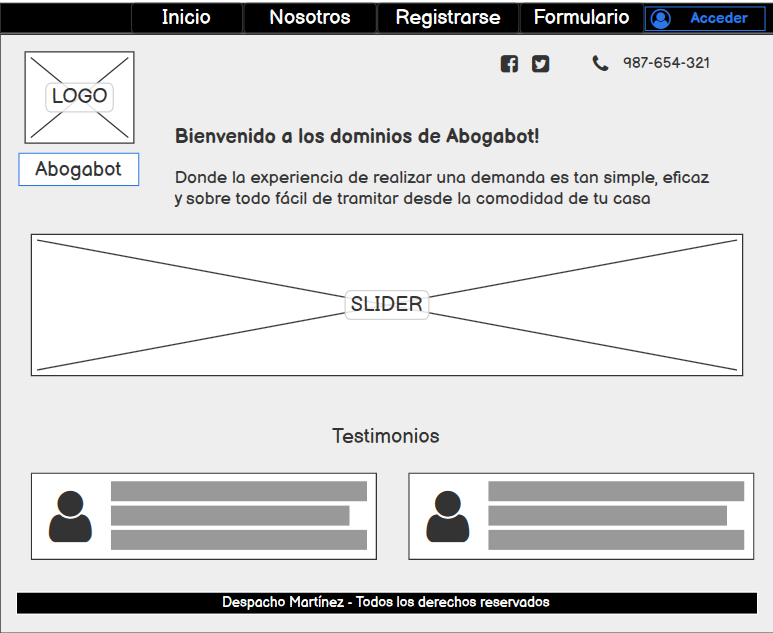 Inicio Nosotros Registrarse Formulario Acceder
987-654-321
LOGO
Abogabot
Bienvenido a los dominios de Abogabot!
Donde la experiencia de realizar una demanda es tan simple, eficaz
y sobre todo fácil de tramitar desde la comodidad de tu casa
SLIDER
Testimonios
Despacho Martínez - Todos los derechos reservados